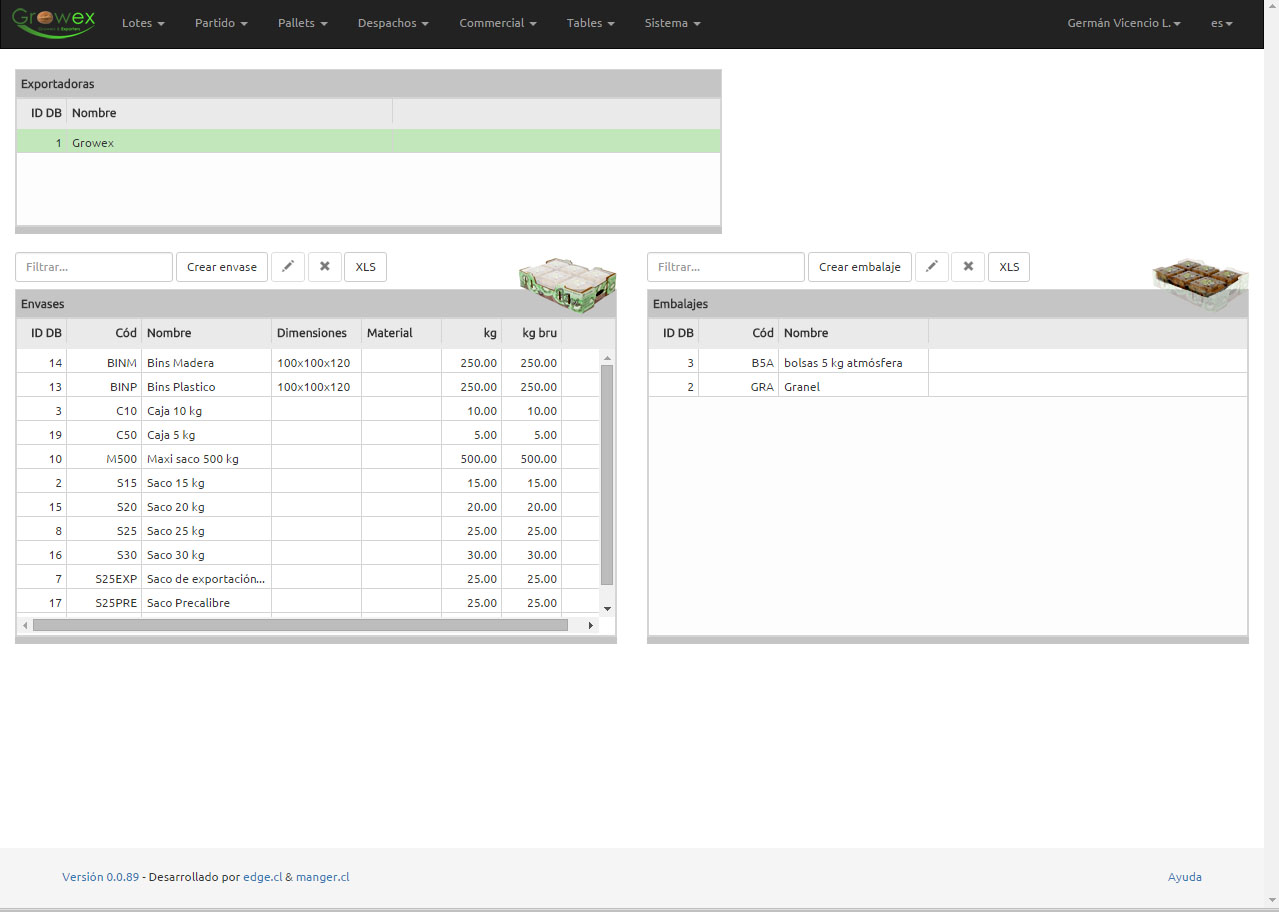 Growex
Lotes Partido Pallets Despachos Commercial Tables Sistema Germán Vicencio L. es
Exportadoras
ID DB Nombre
1 Growex
Filtrar... Crear envase XLS
Envases
ID DB Cód Nombre Dimensiones Material kg kg bru
14 BINM Bins Madera 100x100x120 250.00 250.00
13 BINP Bins Plastico 100x100x120 250.00 250.00
3 C10 Caja 10 kg 10.00 10.00
19 C50 Caja 5 kg 5.00 5.00
10 M500 Maxi saco 500 kg 500.00 500.00
2 S15 Saco 15 kg 15.00 15.00
15 S20 Saco 20 kg 20.00 20.00
8 S25 Saco 25 kg 25.00 25.00
16 S30 Saco 30 kg 30.00 30.00
7 S25EXP Saco de exportación... 25.00 25.00
17 S25PRE Saco Precalibre 25.00 25.00
Filtrar... Crear embalaje XLS
Embalajes
ID DB Cód Nombre
3 B5A bolsas 5 kg atmósfera
2 GRA Granel
Versión 0.0.89 - Desarrollado por edge.cl & manger.cl Ayuda